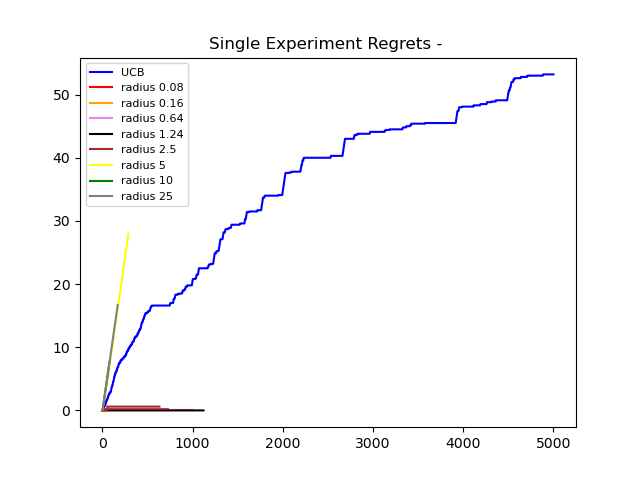 Single Experiment Regrets -
UCB
radius 0.08
radius 0.16
radius 0.64
radius 1.24
radius 2.5
radius 5
radius 10
radius 25
50
40
30
20
10
0
0 1000 2000 3000 4000 5000